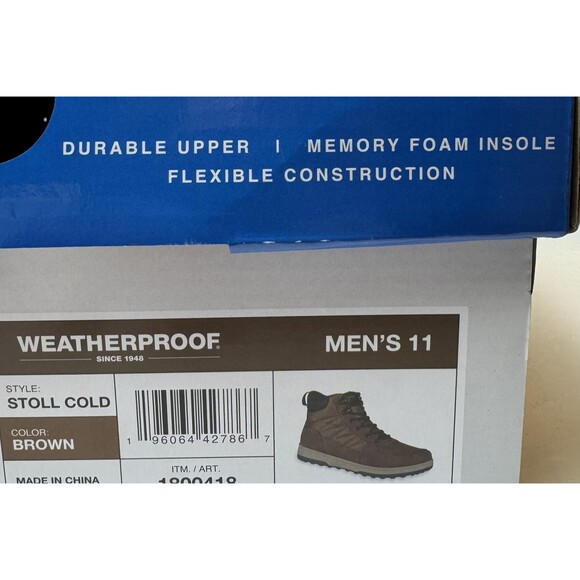 DURABLE UPPER | MEMORY FOAM INSOLE
FLEXIBLE CONSTRUCTION
WEATHERPROOF
SINCE 1948
MEN'S 11
STYLE:
STOLL COLD
COLOR:
BROWN
1 96064 42786 7
MADE IN CHINA
ITM. / ART.
1800418